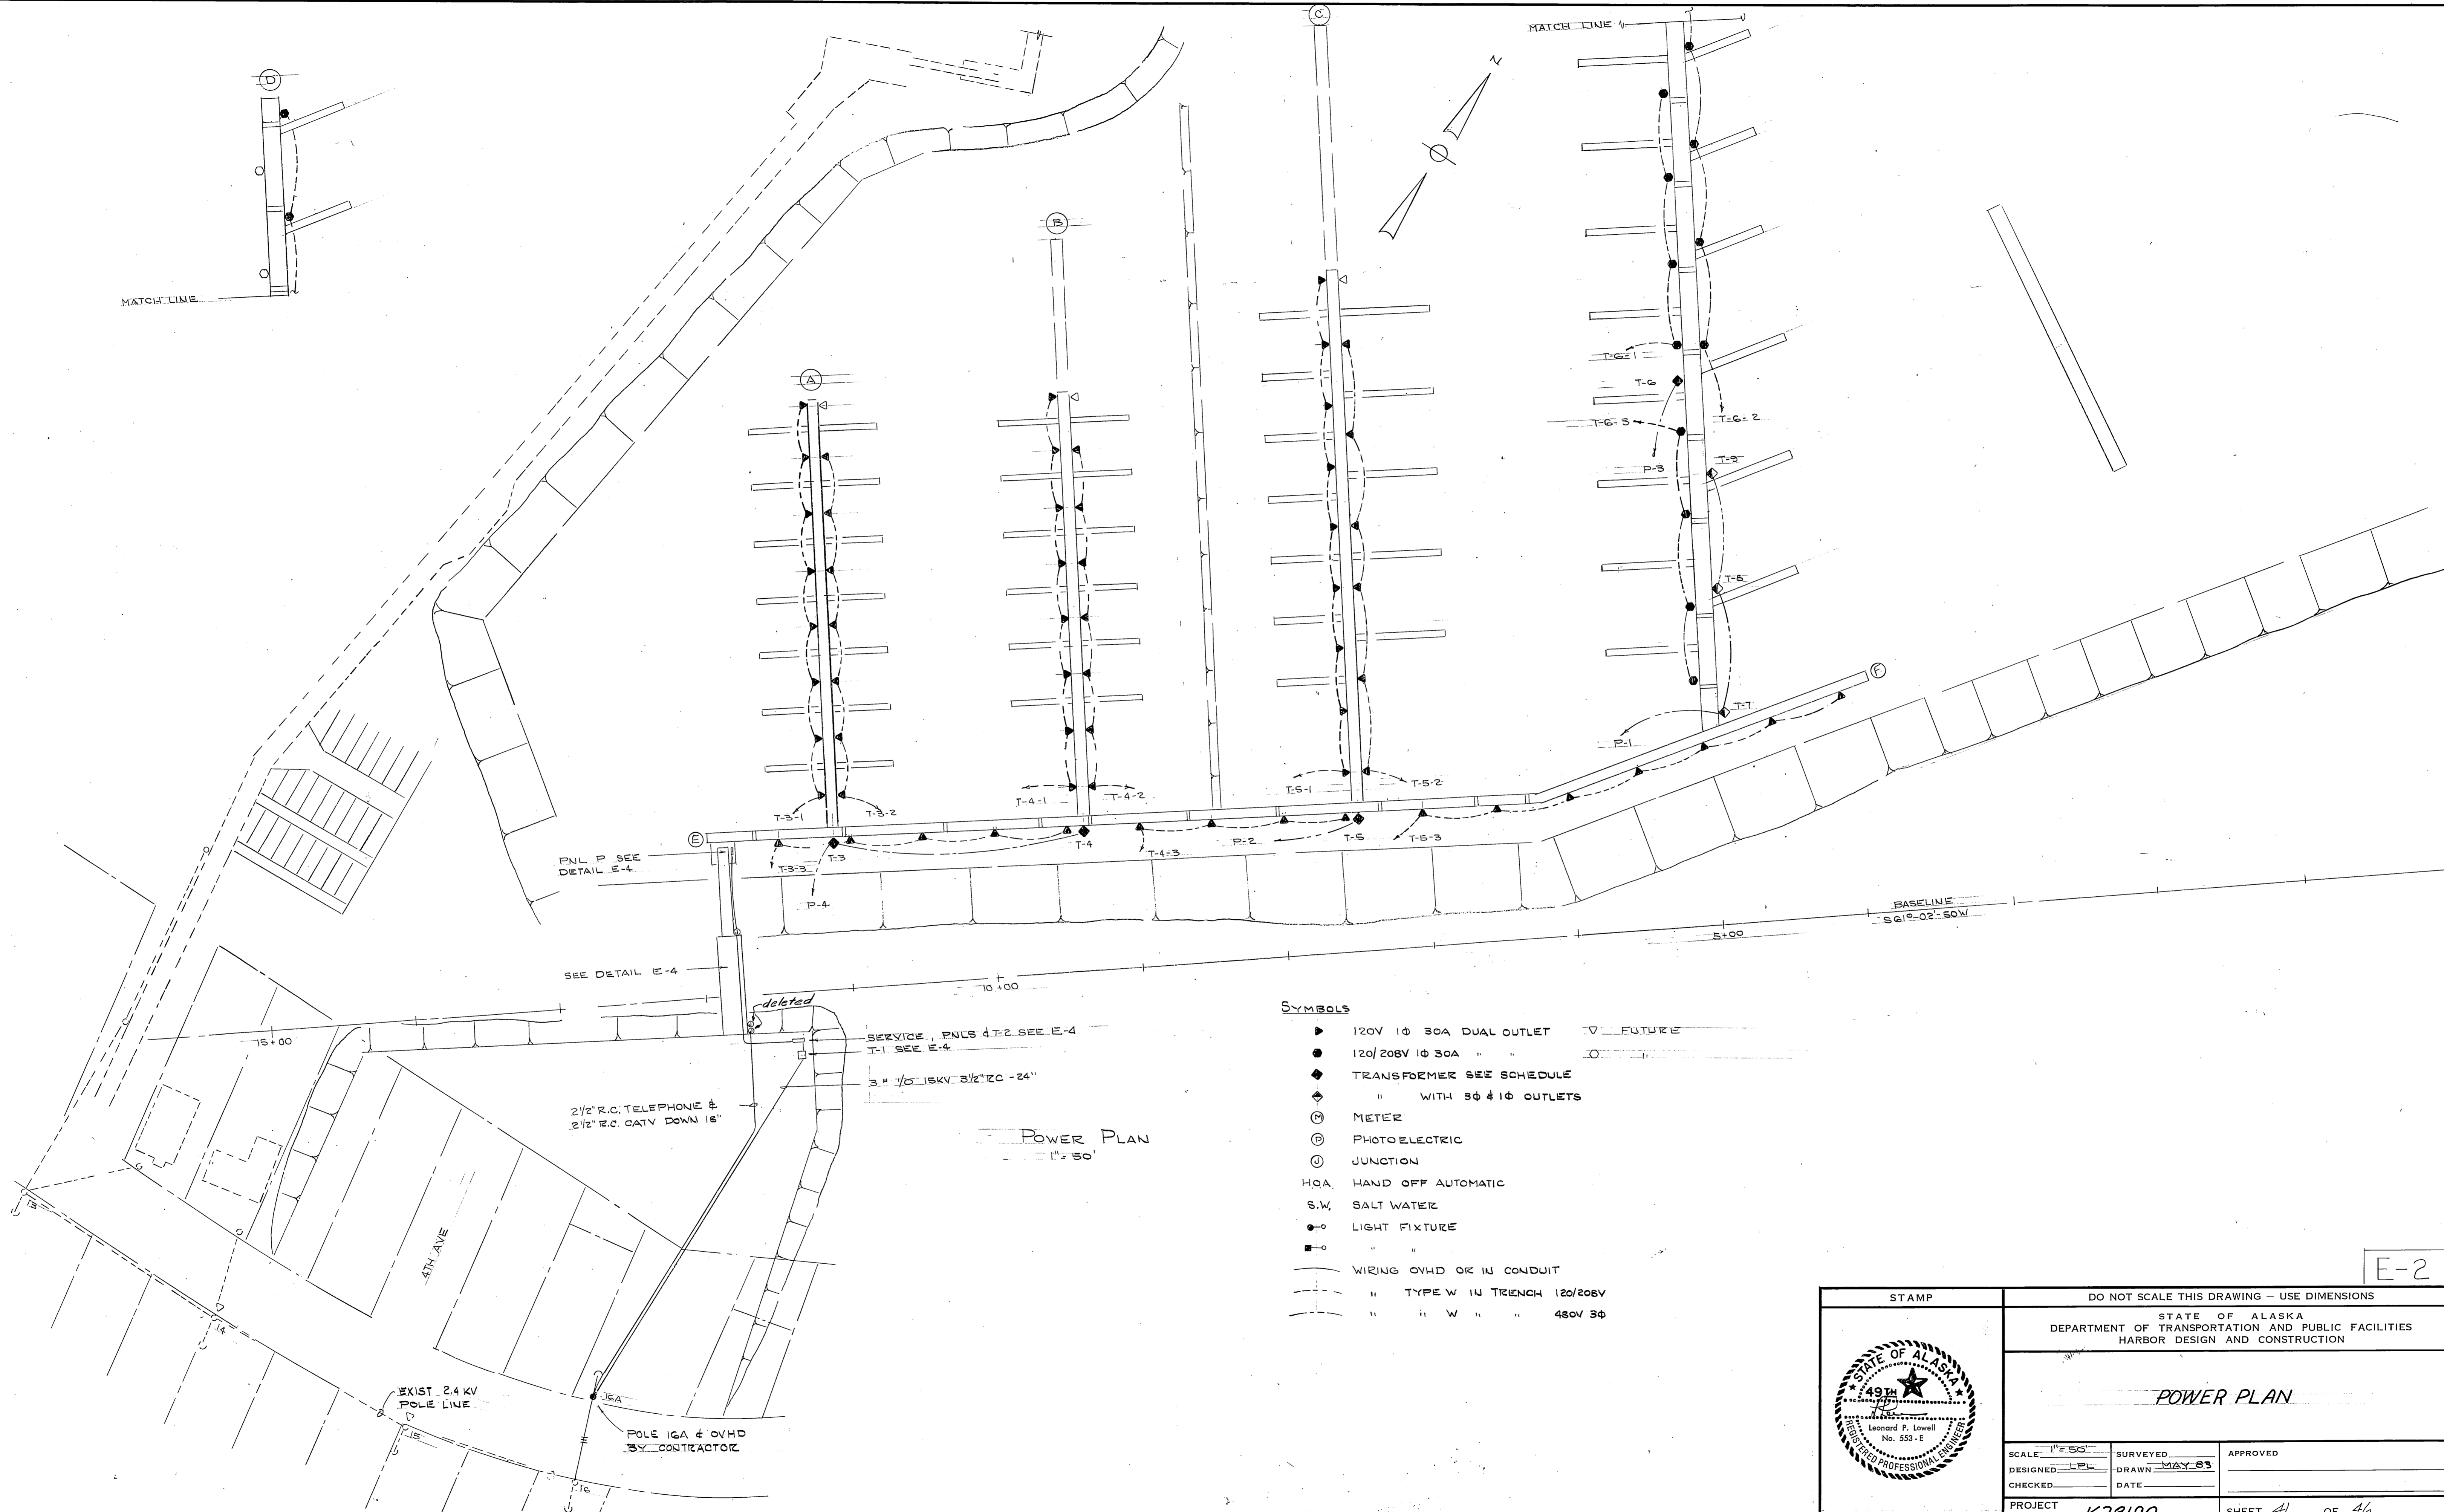 MATCH LINE
C
D
N
MATCH LINE
B
A
T-6-1
T-6
T-6-3
T-6-2
P-3
T-9
T-8
F
T-7
P-1
T-3-1
T-3-2
T-4-1
T-4-2
T-5-1
T-5-2
E
PNL P SEE
DETAIL E-4
T-3-3
T-3
T-4
T-4-3
P-2
T-5
T-5-3
P-4
BASELINE
S61°-02'-50W
5+00
SEE DETAIL E-4
10+00
deleted
15+00
SERVICE, PNLS & T-2 SEE E-4
T-1 SEE E-4
3 # 1/0 15KV 3 1/2" RC -24"
2 1/2" R.C. TELEPHONE &
2 1/2" R.C. CATV DOWN 18"
POWER PLAN
1"=50'
SYMBOLS
120V 1Φ 30A DUAL OUTLET ▽ FUTURE
120/208V 1Φ 30A " " ○ "
TRANSFORMER SEE SCHEDULE
" WITH 3Φ & 1Φ OUTLETS
M METER
P PHOTOELECTRIC
J JUNCTION
H.O.A. HAND OFF AUTOMATIC
S.W. SALT WATER
LIGHT FIXTURE
" "
WIRING OVHD OR IN CONDUIT
" TYPE W IN TRENCH 120/208V
" " W " " 480V 3Φ
13
4TH AVE
14
EXIST 2.4 KV
POLE LINE
15
16A
POLE 16A & OVHD
BY CONTRACTOR
16
E-2
STAMP
DO NOT SCALE THIS DRAWING — USE DIMENSIONS
STATE OF ALASKA
DEPARTMENT OF TRANSPORTATION AND PUBLIC FACILITIES
HARBOR DESIGN AND CONSTRUCTION
STATE OF ALASKA
49TH
Leonard P. Lowell
No. 553-E
REGISTERED PROFESSIONAL ENGINEER
POWER PLAN
SCALE 1"=50'
SURVEYED
APPROVED
DESIGNED LPL
DRAWN MAY 83
CHECKED
DATE
PROJECT
SHEET 41 OF 46